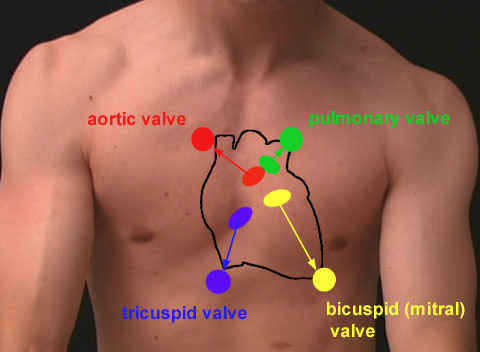 aortic valve
pulmonary valve
tricuspid valve
bicuspid (mitral)
valve